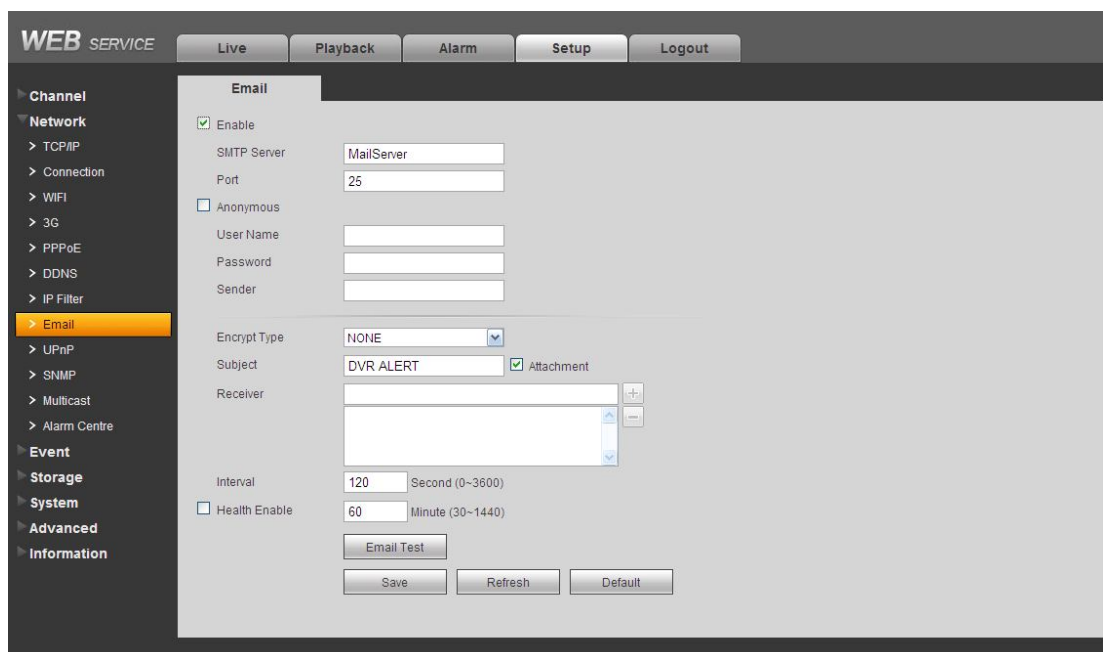 WEB SERVICE
Live Playback Alarm Setup Logout
Channel
Network
> TCP/IP
> Connection
> WIFI
> 3G
> PPPoE
> DDNS
> IP Filter
> Email
> UPnP
> SNMP
> Multicast
> Alarm Centre
Event
Storage
System
Advanced
Information
Email
Enable
SMTP Server MailServer
Port 25
Anonymous
User Name
Password
Sender
Encrypt Type NONE
Subject DVR ALERT Attachment
Receiver
Interval 120 Second (0~3600)
Health Enable 60 Minute (30~1440)
Email Test
Save Refresh Default